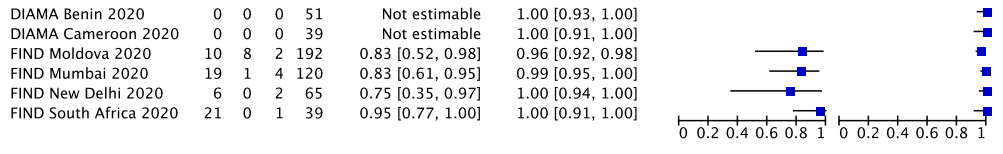 DIAMA Benin 2020 0 0 0 51 Not estimable 1.00 [0.93, 1.00]
DIAMA Cameroon 2020 0 0 0 39 Not estimable 1.00 [0.91, 1.00]
FIND Moldova 2020 10 8 2 192 0.83 [0.52, 0.98] 0.96 [0.92, 0.98]
FIND Mumbai 2020 19 1 4 120 0.83 [0.61, 0.95] 0.99 [0.95, 1.00]
FIND New Delhi 2020 6 0 2 65 0.75 [0.35, 0.97] 1.00 [0.94, 1.00]
FIND South Africa 2020 21 0 1 39 0.95 [0.77, 1.00] 1.00 [0.91, 1.00]
0 0.2 0.4 0.6 0.8 1 0 0.2 0.4 0.6 0.8 1